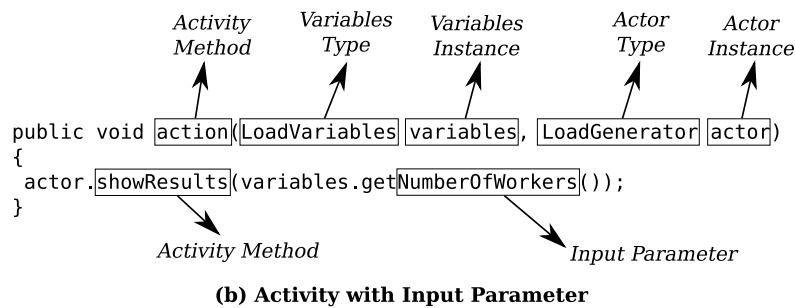 Activity Method Variables Type Variables Instance Actor Type Actor Instance
public void action(LoadVariables variables, LoadGenerator actor)
{
actor.showResults(variables.getNumberOfWorkers());
}
Activity Method Input Parameter
(b) Activity with Input Parameter